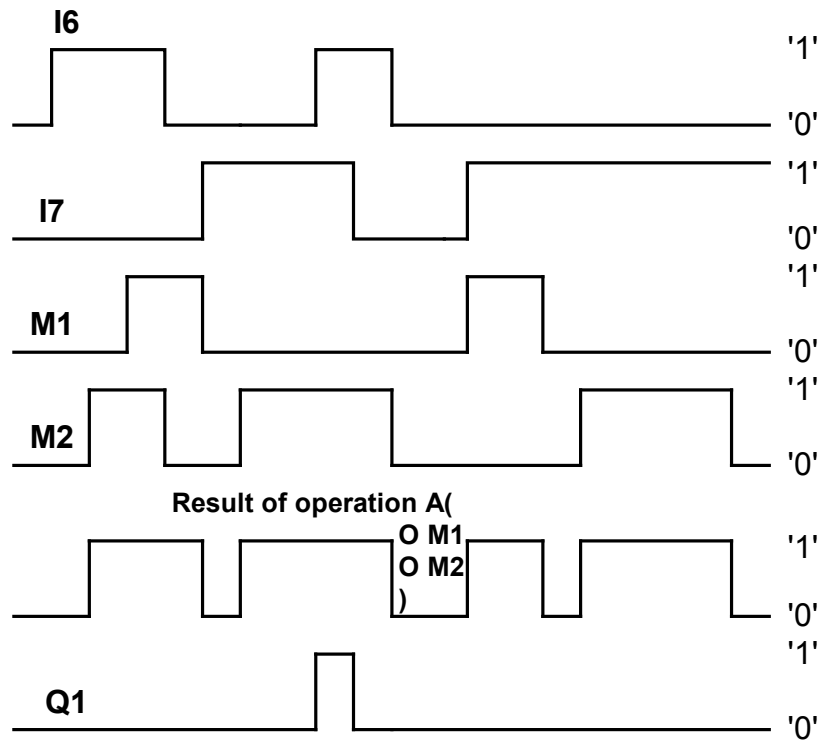 I6
'1'
'0'
'1'
I7
'0'
'1'
M1
'0'
'1'
M2
'0'
Result of operation A(
O M1
'1'
O M2
)
'0'
'1'
Q1
'0'